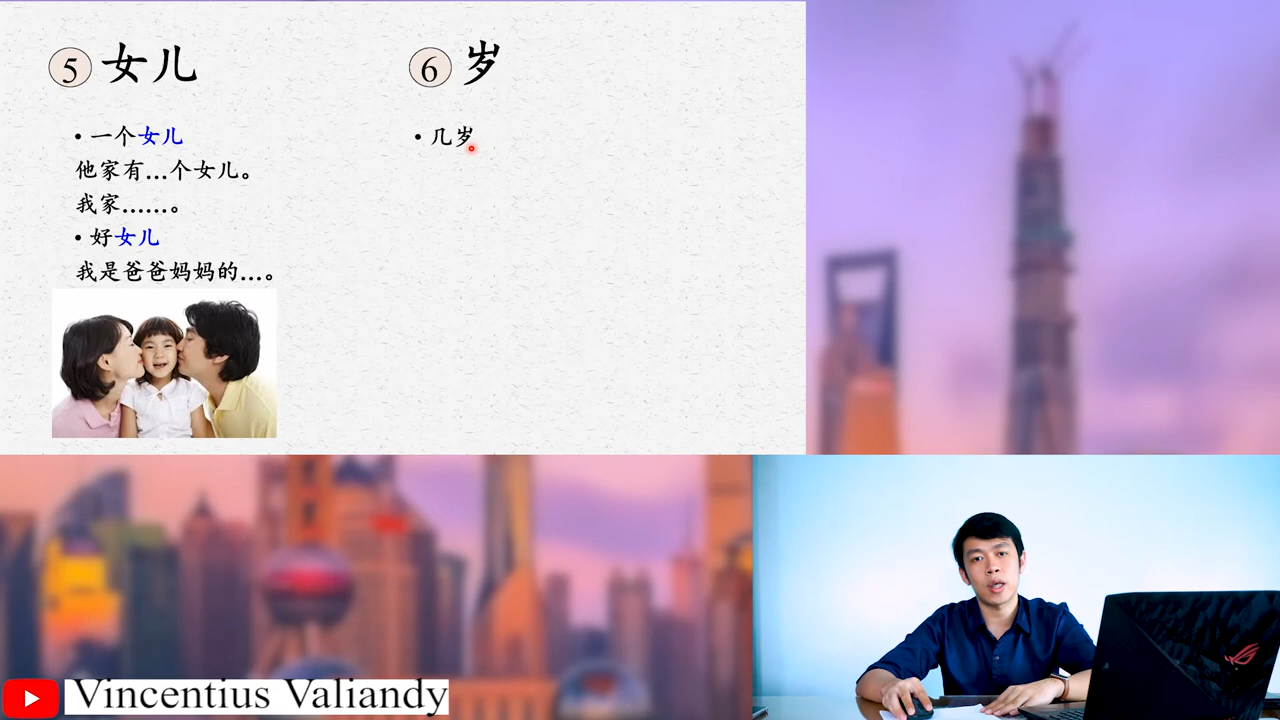 5 女儿
• 一个女儿
他家有…个女儿。
我家……。
• 好女儿
我是爸爸妈妈的…。
6 岁
• 几岁
Vincentius Valiandy